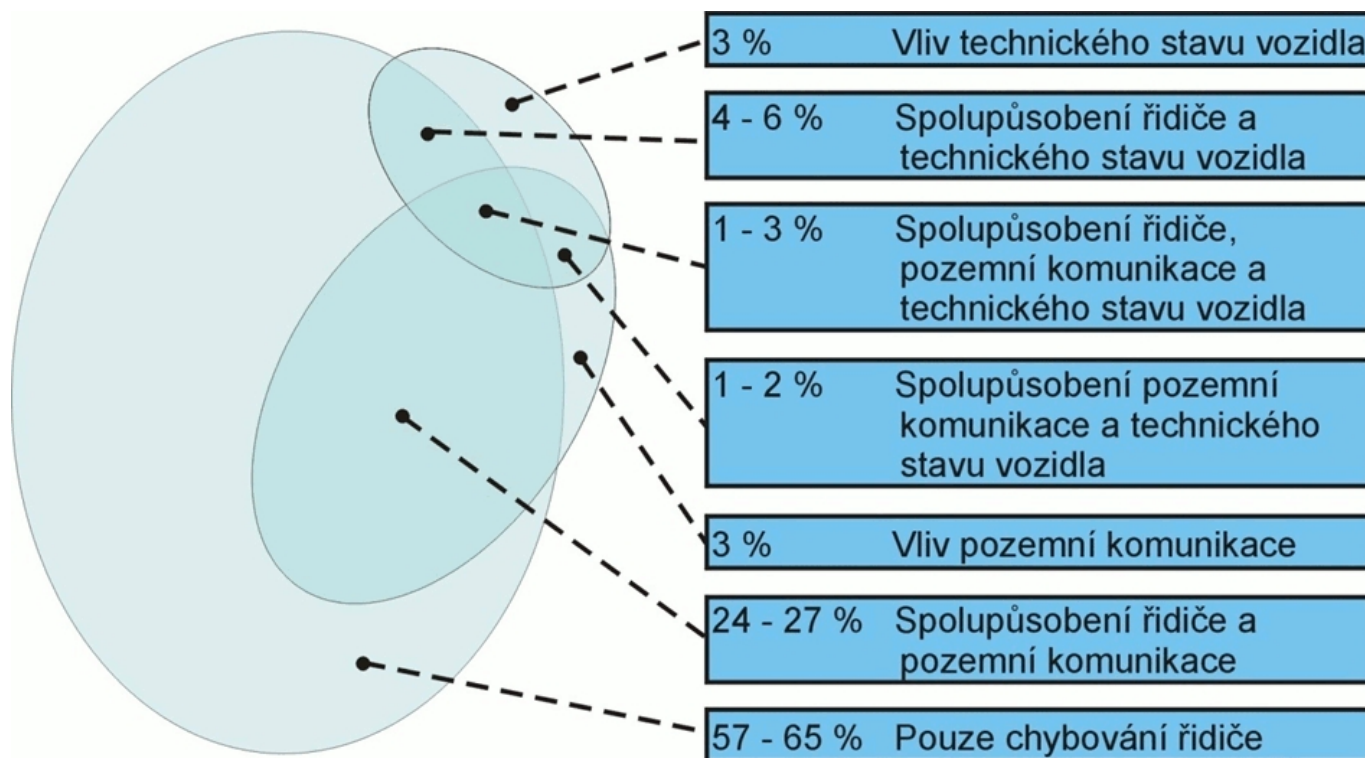 3 % Vliv technického stavu vozidla
4 - 6 % Spolupůsobení řidiče a
technického stavu vozidla
1 - 3 % Spolupůsobení řidiče,
pozemní komunikace a
technického stavu vozidla
1 - 2 % Spolupůsobení pozemní
komunikace a technického
stavu vozidla
3 % Vliv pozemní komunikace
24 - 27 % Spolupůsobení řidiče a
pozemní komunikace
57 - 65 % Pouze chybování řidiče